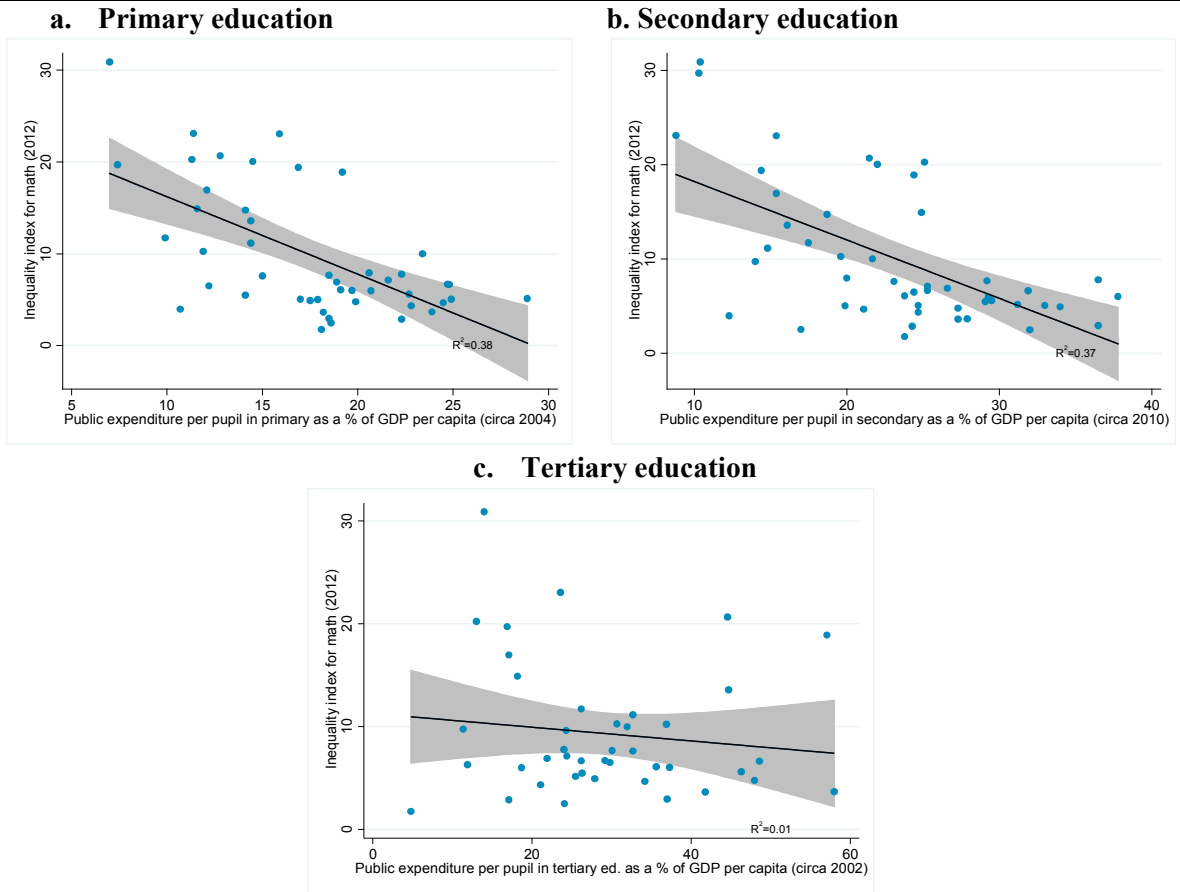 a. Primary education
b. Secondary education
Inequality index for math (2012)
30
20
10
0
R²=0.38
5 10 15 20 25 30
Public expenditure per pupil in primary as a % of GDP per capita (circa 2004)
Inequality index for math (2012)
30
20
10
0
R²=0.37
10 20 30 40
Public expenditure per pupil in secondary as a % of GDP per capita (circa 2010)
c. Tertiary education
Inequality index for math (2012)
30
20
10
0
R²=0.01
0 20 40 60
Public expenditure per pupil in tertiary ed. as a % of GDP per capita (circa 2002)